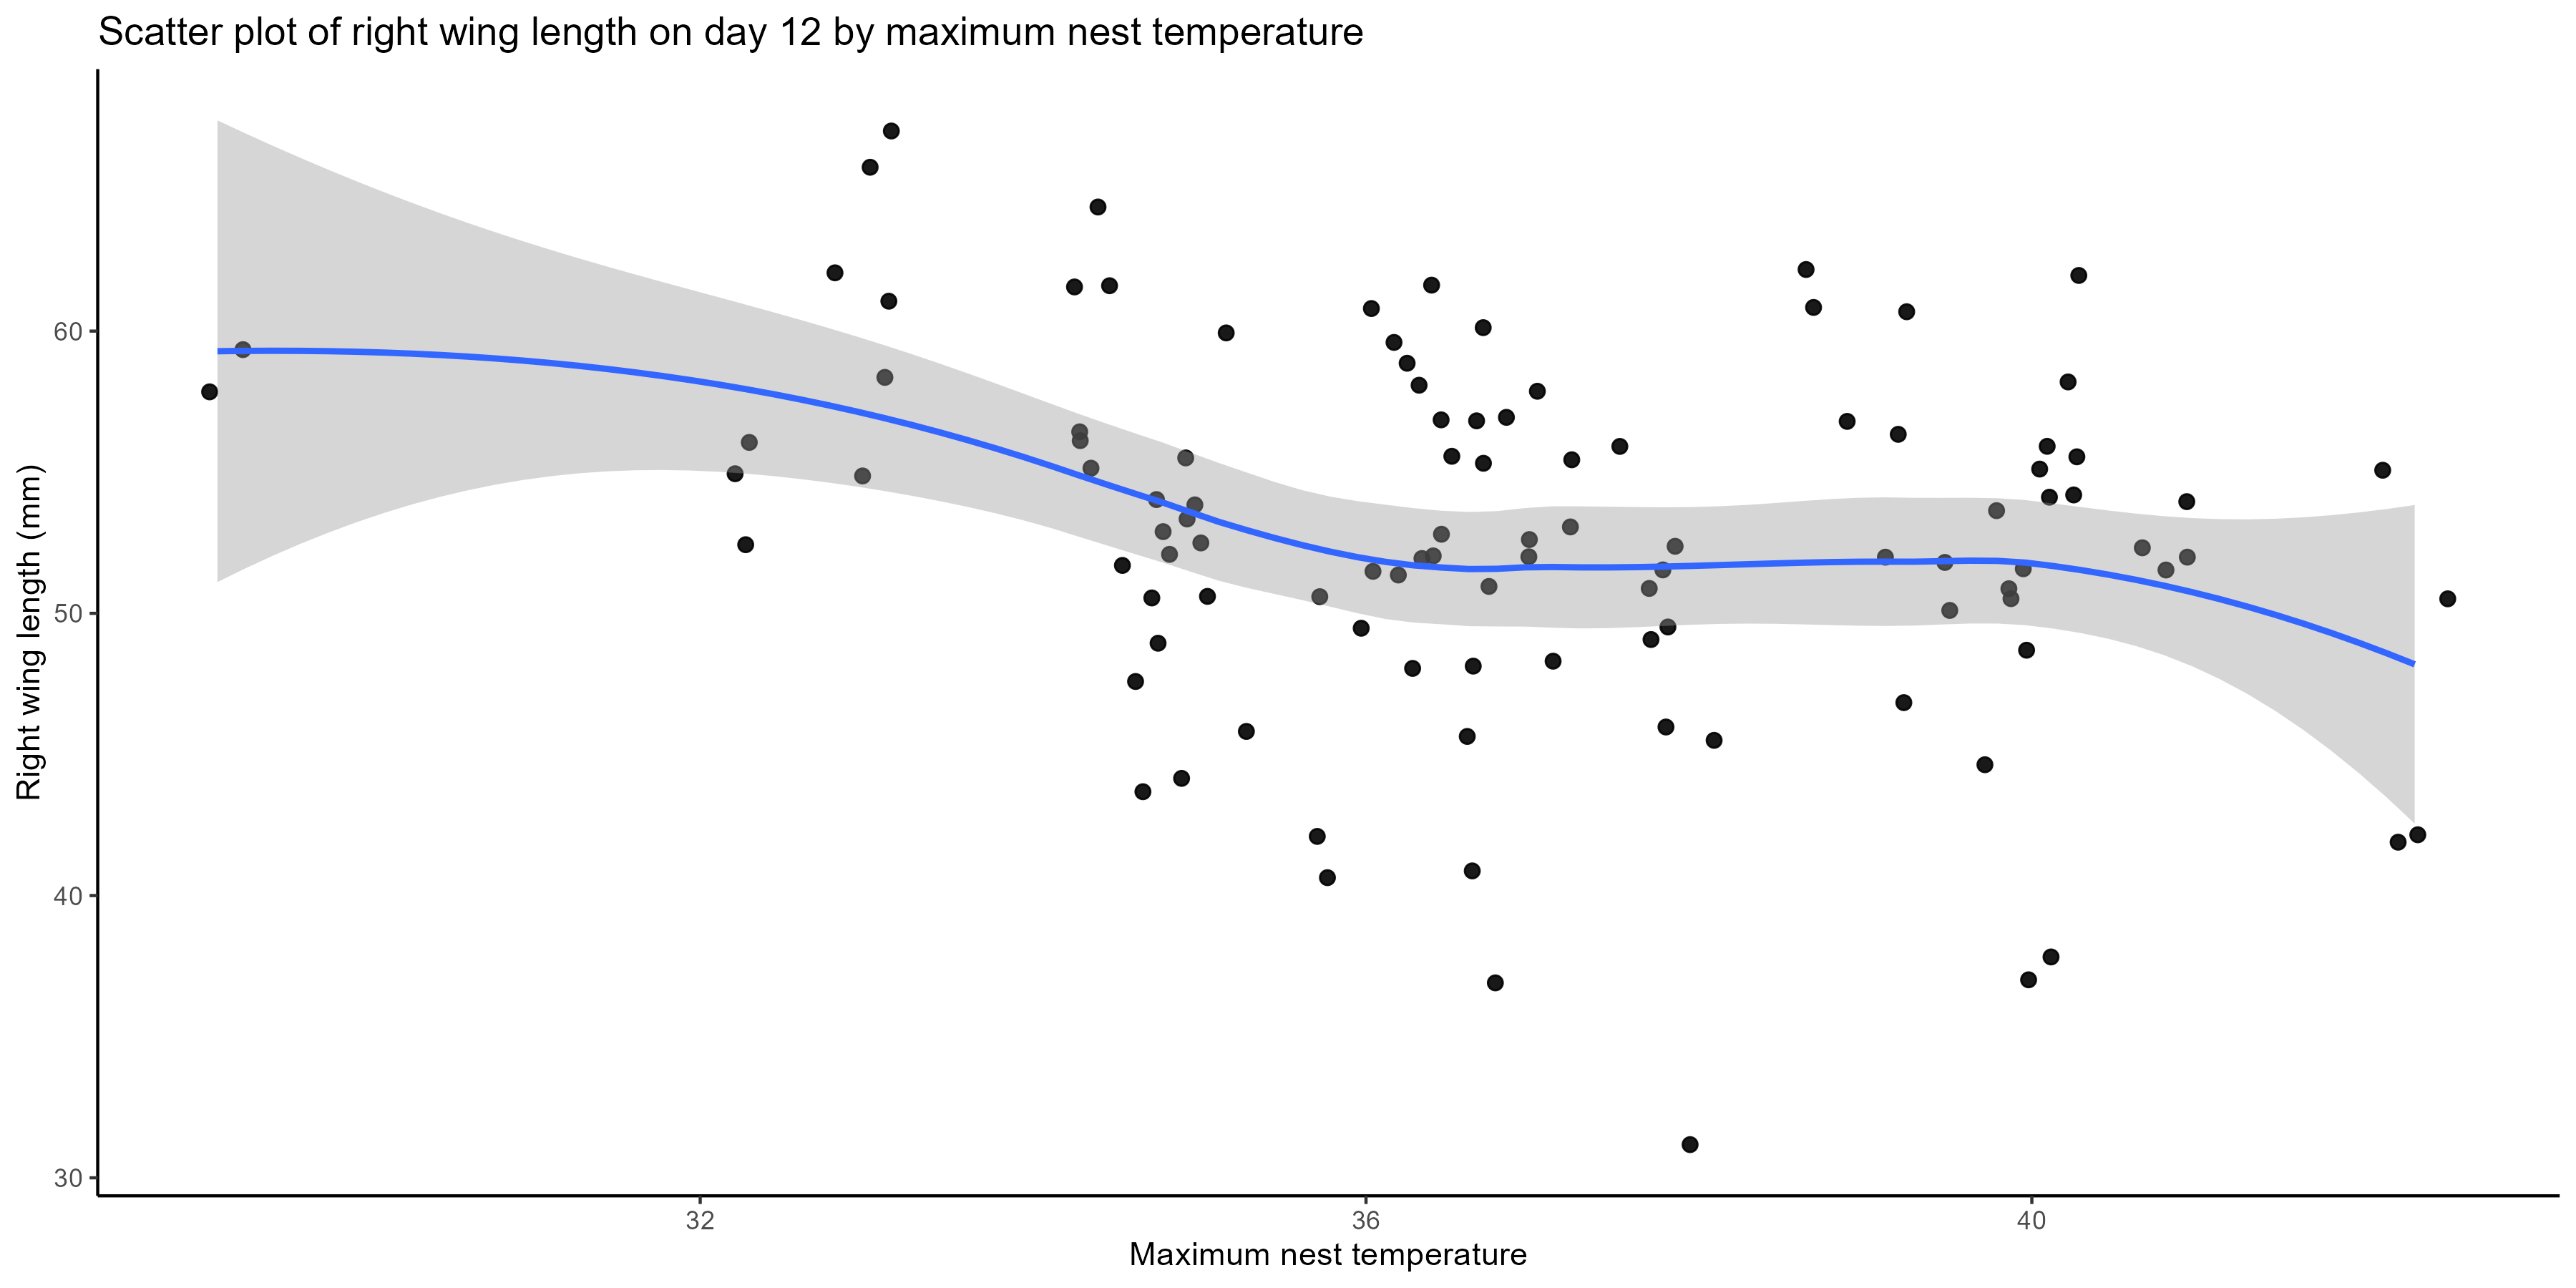 Scatter plot of right wing length on day 12 by maximum nest temperature
Right wing length (mm)
60
50
40
30
32
36
40
Maximum nest temperature